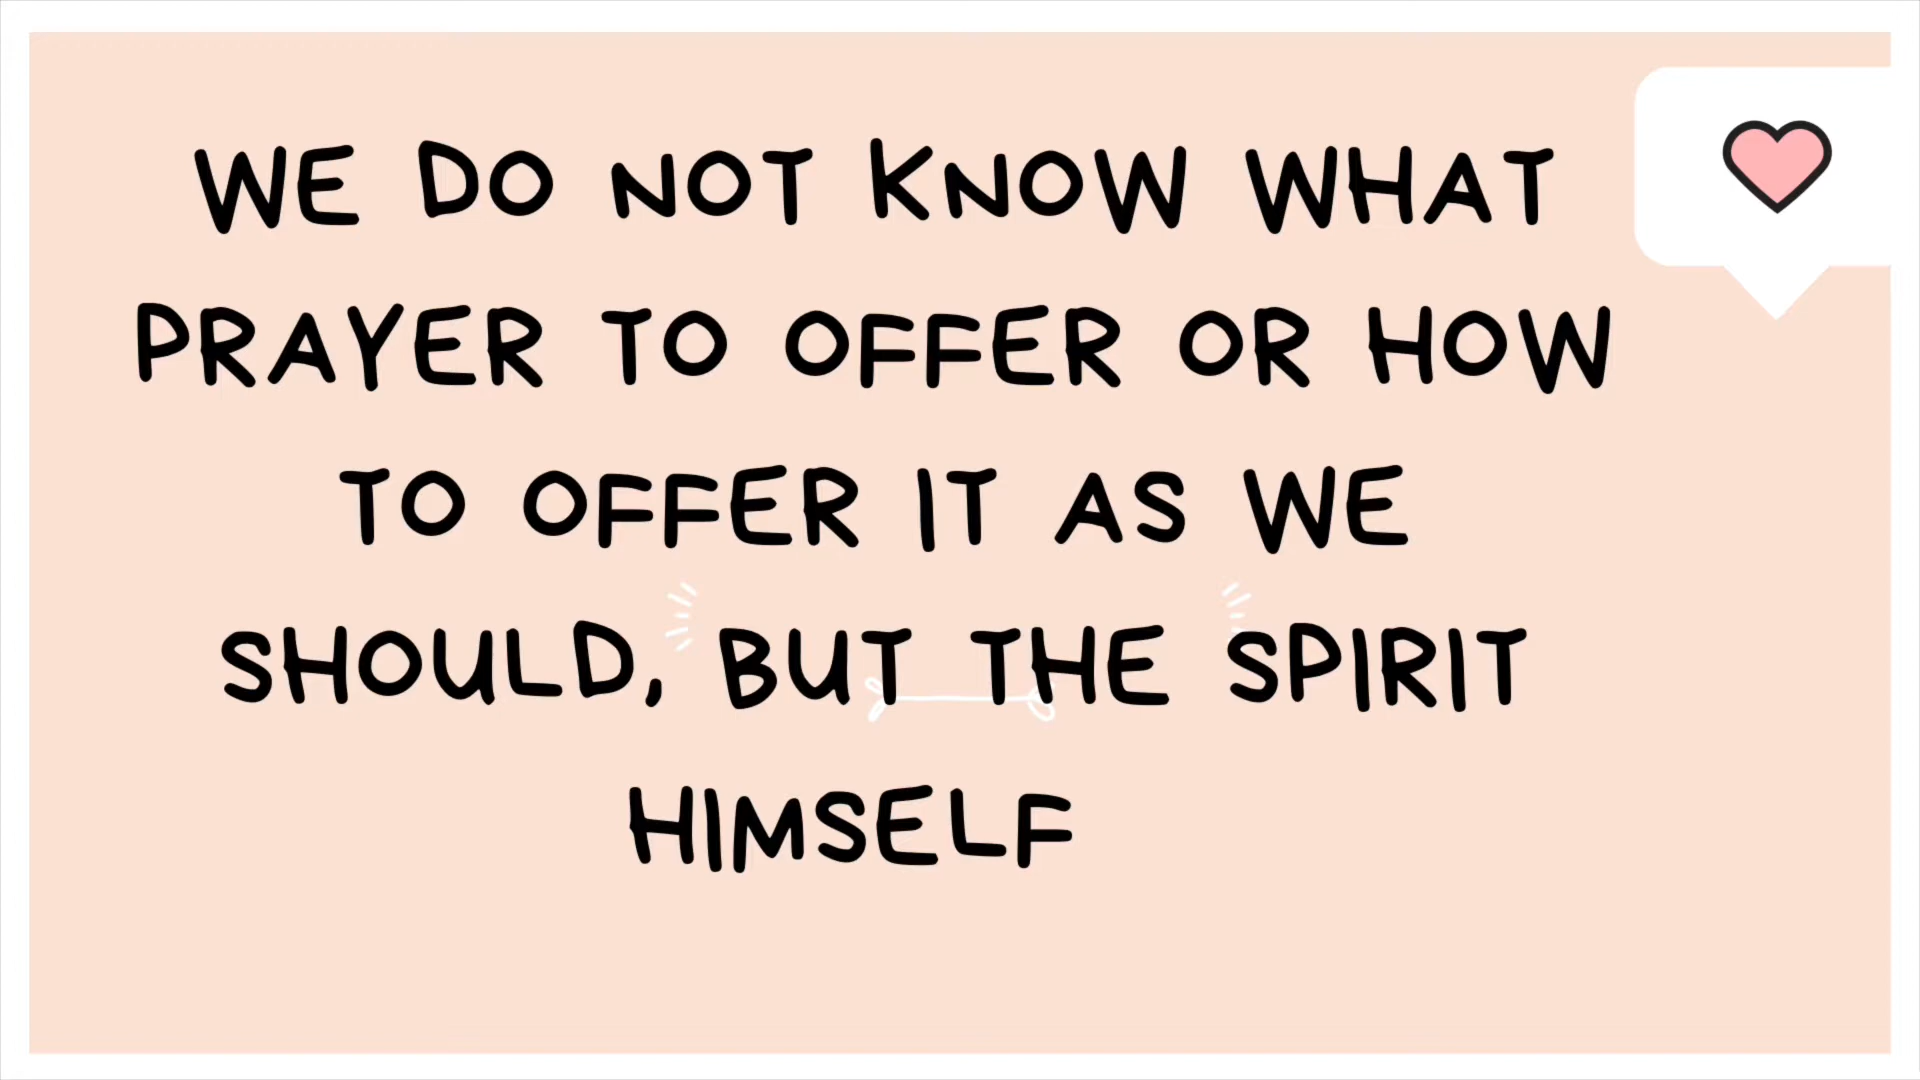 WE DO NOT KNOW WHAT
PRAYER TO OFFER OR HOW
TO OFFER IT AS WE
SHOULD, BUT THE SPIRIT
HIMSELF